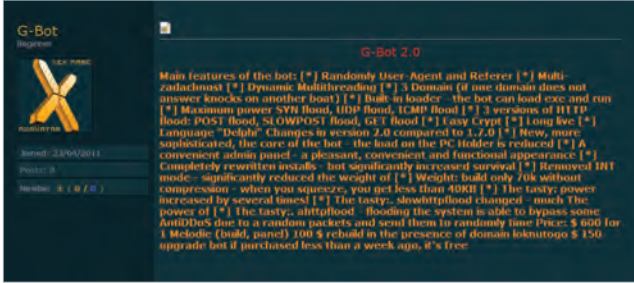 G-Bot
Beginner
G-Bot 2.0
Main features of the bot: [*] Randomly User-Agent and Referer [*] Multi-
zadachnost [*] Dynamic Multithreading [*] 3 Domain (if one domain does not
answer knocks on another boat) [*] Built-in loader - the bot can load exe and run
[*] Maximum power SYN flood, UDP flood, ICMP flood [*] 3 versions of HTTP
flood: POST flood, SLOWPOST flood, GET flood [*] Easy Crypt [*] Long live [*]
Language "Delphi" Changes in version 2.0 compared to 1.7.0 [*] New, more
sophisticated, the core of the bot - the load on the PC Holder is reduced [*] A
convenient admin panel - a pleasant, convenient and functional appearance [*]
Completely rewritten installs - bot significantly increased survival [*] Removed INT
mode - significantly reduced the weight of [*] Weight: build only 70k without
compression - when you squeeze, you get less than 40KB [*] The tasty: power
increased by several times! [*] The tasty:. slowhttpflood changed - much The
power of [*] The tasty:. ahttpflood - flooding the system is able to bypass some
AntiDDoS due to a random packets and send them to randomly time Price: $ 600 for
1 Melodie (build, panel) 100 $ rebuild in the presence of domain loknutogo $ 150
upgrade bot if purchased less than a week ago, it's free
Joined: 23/04/2011
Posts: 8